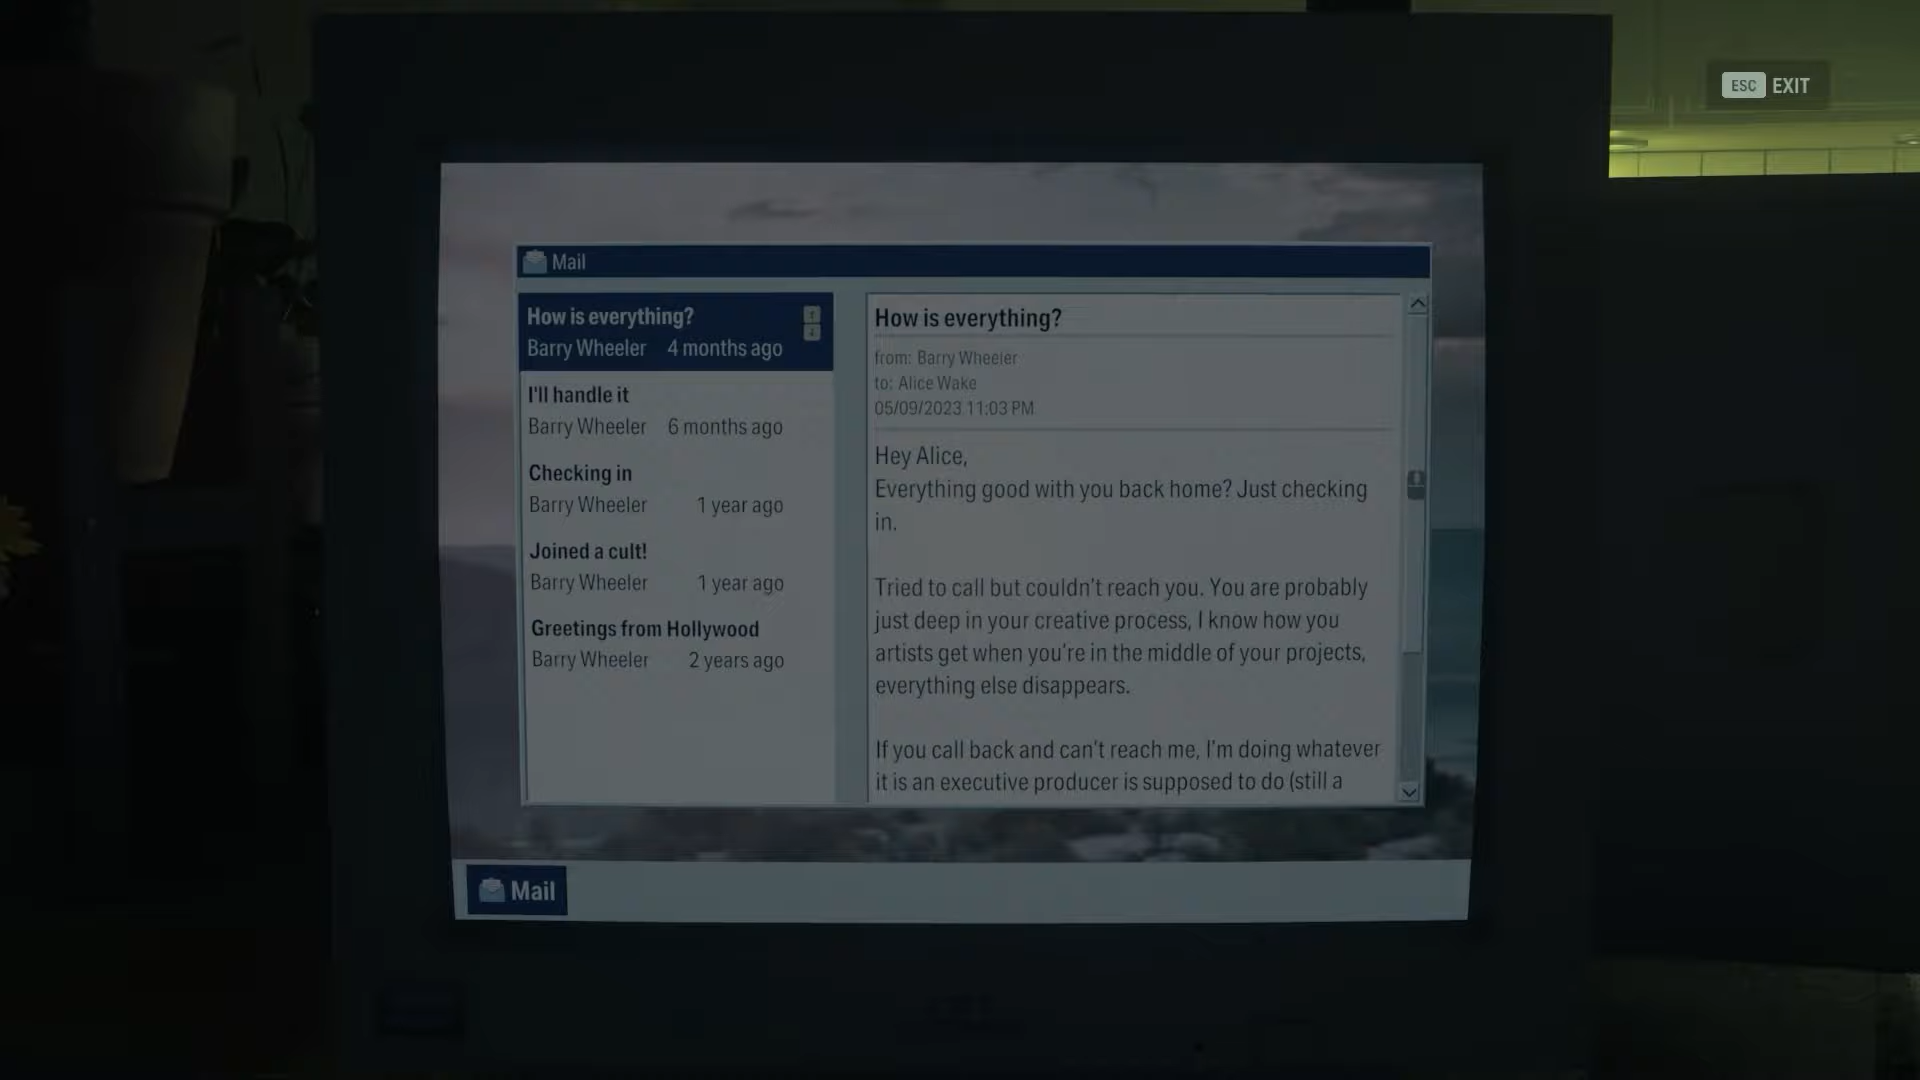 ESC EXIT
Mail
How is everything?
Barry Wheeler 4 months ago
I'll handle it
Barry Wheeler 6 months ago
Checking in
Barry Wheeler 1 year ago
Joined a cult!
Barry Wheeler 1 year ago
Greetings from Hollywood
Barry Wheeler 2 years ago
How is everything?
from: Barry Wheeler
to: Alice Wake
05/09/2023 11:03 PM
Hey Alice,
Everything good with you back home? Just checking
in.
Tried to call but couldn't reach you. You are probably
just deep in your creative process, I know how you
artists get when you're in the middle of your projects,
everything else disappears.
If you call back and can't reach me, I'm doing whatever
it is an executive producer is supposed to do (still a
Mail